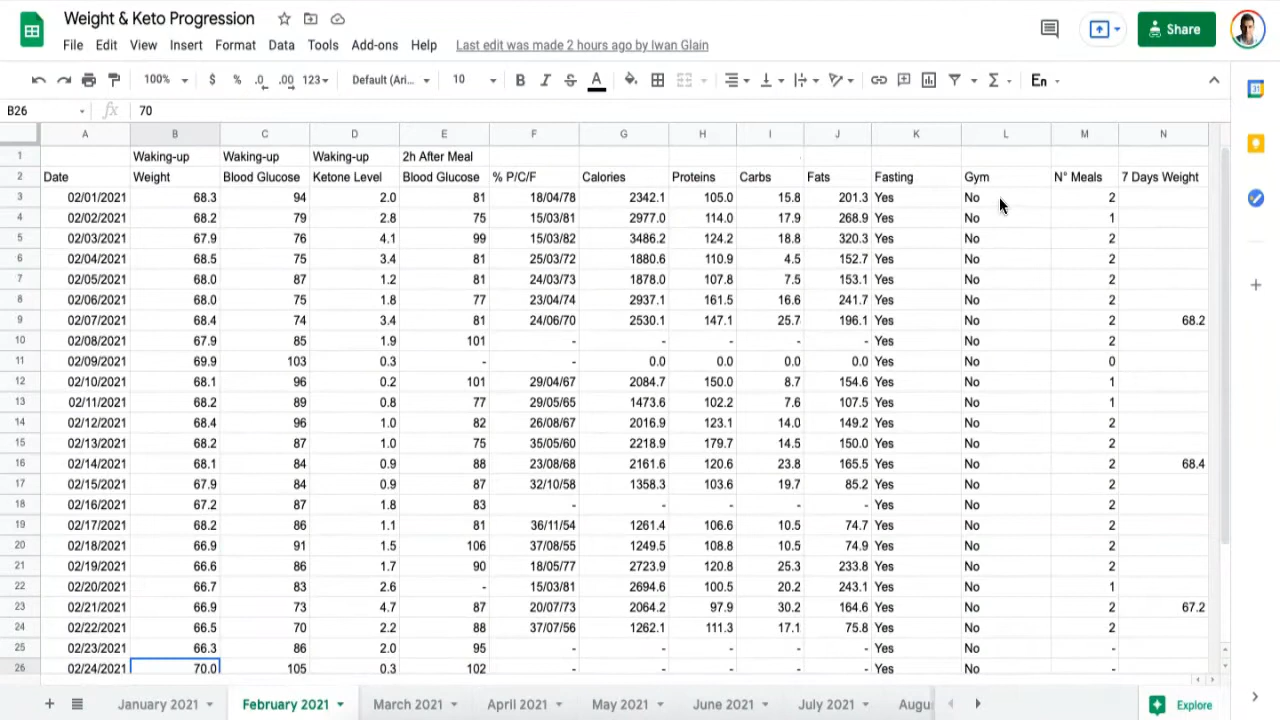 Weight & Keto Progression
File Edit View Insert Format Data Tools Add-ons Help Last edit was made 2 hours ago by Iwan Glain
Share
100% $ % .0 .00 123 Default (Ari... 10 B I S A En
B26 fx 70
A B C D E F G H I J K L M N
1 Waking-up Waking-up Waking-up 2h After Meal
2 Date Weight Blood Glucose Ketone Level Blood Glucose % P/C/F Calories Proteins Carbs Fats Fasting Gym N° Meals 7 Days Weight
3 02/01/2021 68.3 94 2.0 81 18/04/78 2342.1 105.0 15.8 201.3 Yes No 2
4 02/02/2021 68.2 79 2.8 75 15/03/81 2977.0 114.0 17.9 268.9 Yes No 1
5 02/03/2021 67.9 76 4.1 99 15/03/82 3486.2 124.2 18.8 320.3 Yes No 2
6 02/04/2021 68.5 75 3.4 81 25/03/72 1880.6 110.9 4.5 152.7 Yes No 2
7 02/05/2021 68.0 87 1.2 81 24/03/73 1878.0 107.8 7.5 153.1 Yes No 2
8 02/06/2021 68.0 75 1.8 77 23/04/74 2937.1 161.5 16.6 241.7 Yes No 2
9 02/07/2021 68.4 74 3.4 81 24/06/70 2530.1 147.1 25.7 196.1 Yes No 2 68.2
10 02/08/2021 67.9 85 1.9 101 - - - - - Yes No 2
11 02/09/2021 69.9 103 0.3 - - 0.0 0.0 0.0 0.0 Yes No 0
12 02/10/2021 68.1 96 0.2 101 29/04/67 2084.7 150.0 8.7 154.6 Yes No 1
13 02/11/2021 68.2 89 0.8 77 29/05/65 1473.6 102.2 7.6 107.5 Yes No 1
14 02/12/2021 68.4 96 1.0 82 26/08/67 2016.9 123.1 14.0 149.2 Yes No 2
15 02/13/2021 68.2 87 1.0 75 35/05/60 2218.9 179.7 14.5 150.0 Yes No 2
16 02/14/2021 68.1 84 0.9 88 23/08/68 2161.6 120.6 23.8 165.5 Yes No 2 68.4
17 02/15/2021 67.9 84 0.9 87 32/10/58 1358.3 103.6 19.7 85.2 Yes No 2
18 02/16/2021 67.2 87 1.8 83 - - - - - Yes No 2
19 02/17/2021 68.2 86 1.1 81 36/11/54 1261.4 106.6 10.5 74.7 Yes No 2
20 02/18/2021 66.9 91 1.5 106 37/08/55 1249.5 108.8 10.5 74.9 Yes No 2
21 02/19/2021 66.6 86 1.7 90 18/05/77 2723.9 120.8 25.3 233.8 Yes No 2
22 02/20/2021 66.7 83 2.6 - 15/03/81 2694.6 100.5 20.2 243.1 Yes No 1
23 02/21/2021 66.9 73 4.7 87 20/07/73 2064.2 97.9 30.2 164.6 Yes No 2 67.2
24 02/22/2021 66.5 70 2.2 88 37/07/56 1262.1 111.3 17.1 75.8 Yes No 2
25 02/23/2021 66.3 86 2.0 95 - - - - - Yes No -
26 02/24/2021 70.0 105 0.3 102 - - - - - Yes No -
January 2021 February 2021 March 2021 April 2021 May 2021 June 2021 July 2021 Augu Explore